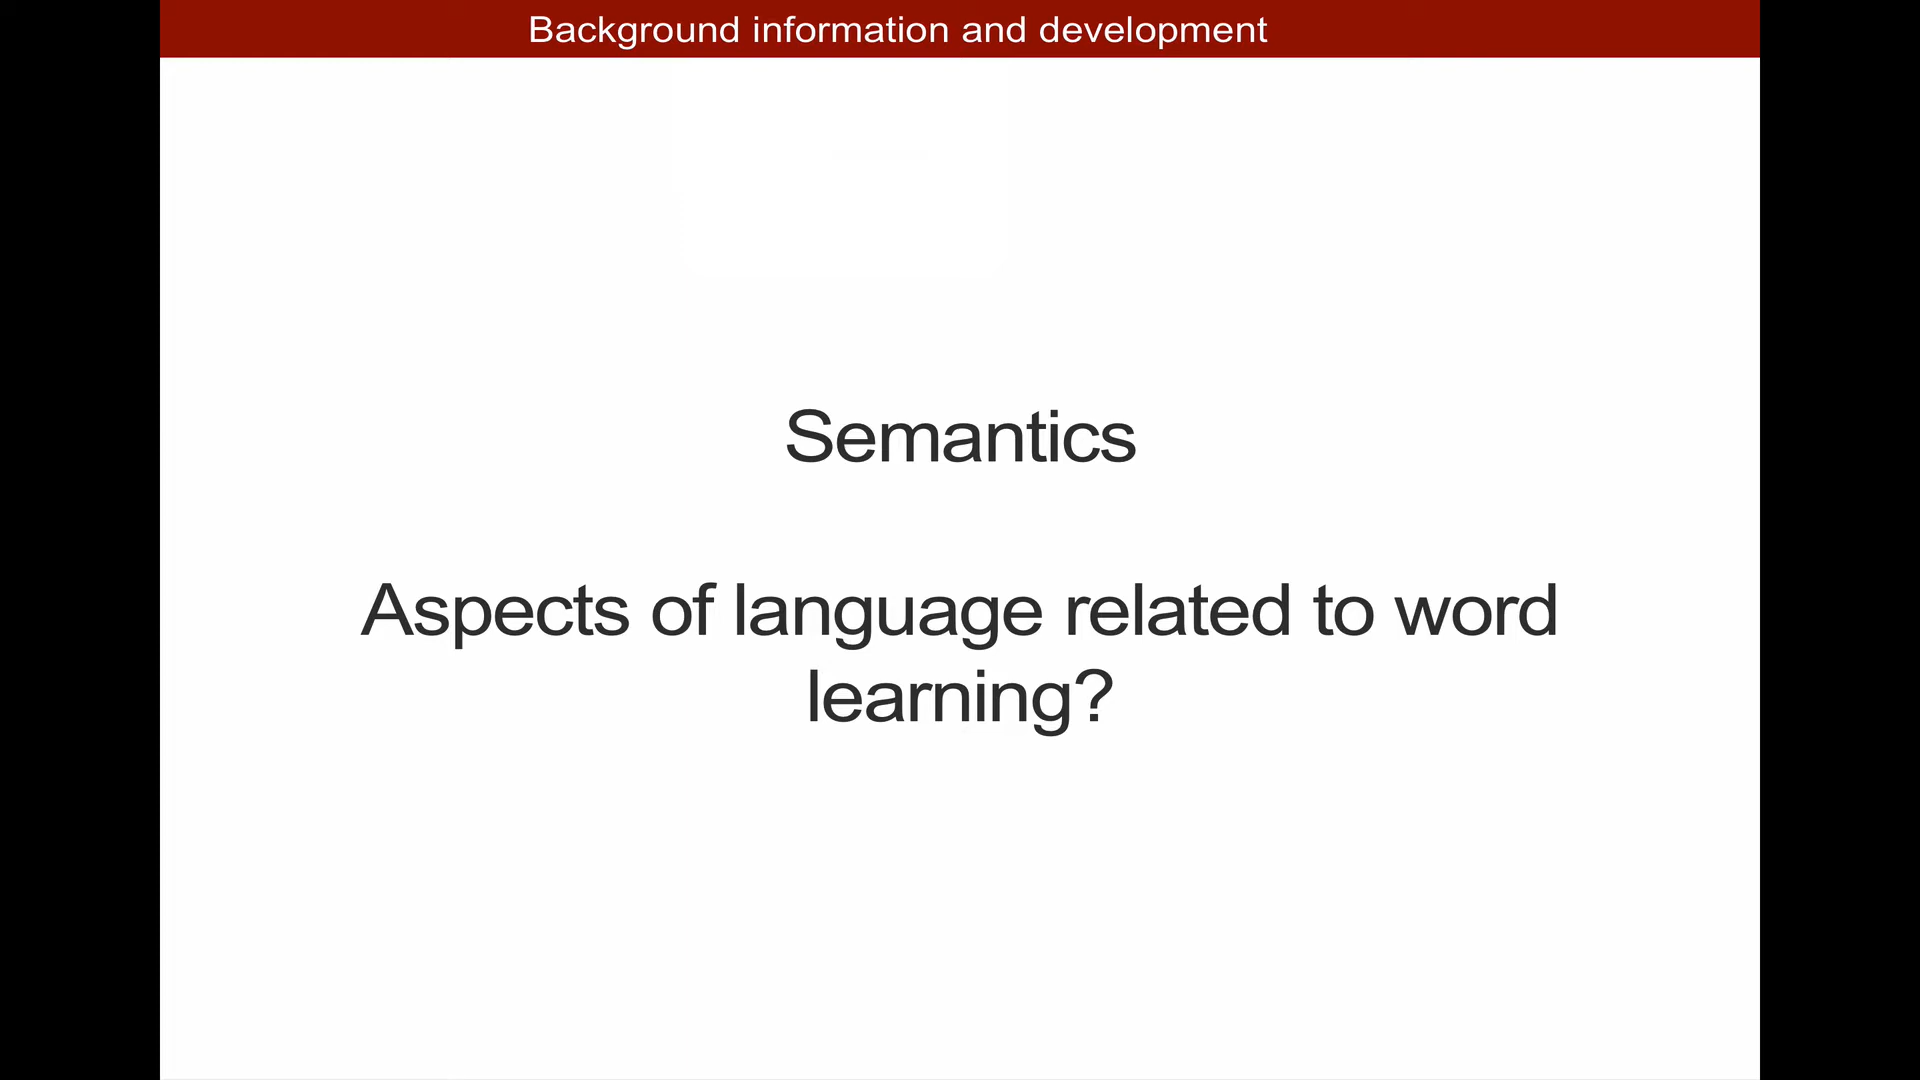 Background information and development
Semantics
Aspects of language related to word
learning?